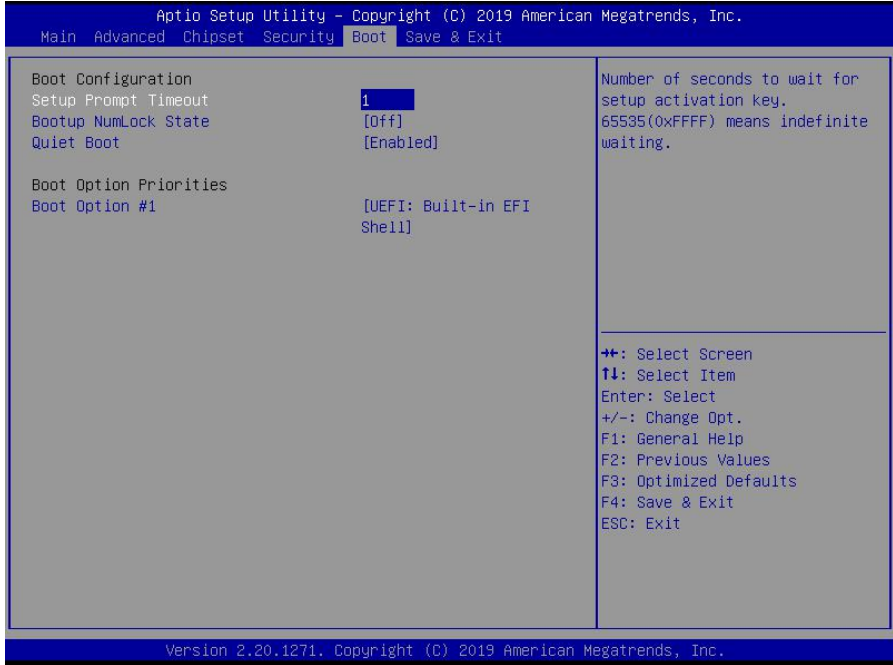 Aptio Setup Utility – Copyright (C) 2019 American Megatrends, Inc.
Main Advanced Chipset Security Boot Save & Exit
Boot Configuration
Setup Prompt Timeout 1
Bootup NumLock State [Off]
Quiet Boot [Enabled]
Boot Option Priorities
Boot Option #1 [UEFI: Built-in EFI
Shell]
Number of seconds to wait for
setup activation key.
65535(0xFFFF) means indefinite
waiting.
→←: Select Screen
↑↓: Select Item
Enter: Select
+/-: Change Opt.
F1: General Help
F2: Previous Values
F3: Optimized Defaults
F4: Save & Exit
ESC: Exit
Version 2.20.1271. Copyright (C) 2019 American Megatrends, Inc.